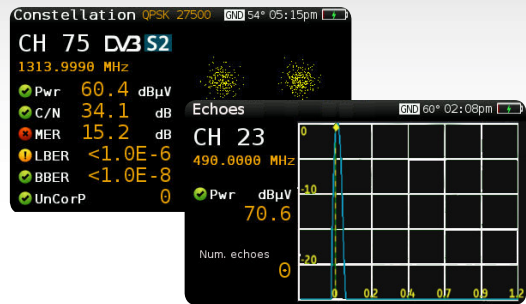 Constellation QPSK 27500 GND 54° 05:15pm
CH 75 DVB S2
1313.9990 MHz
Pwr 60.4 dBµV
C/N 34.1 dB
MER 15.2 dB
LBER <1.0E-6
BBER <1.0E-8
UnCorP 0
Echoes GND 60° 02:08pm
CH 23
490.0000 MHz
Pwr dBµV
70.6
Num. echoes
0
0
-10
-20
0 0.2 0.4 0.7 0.9 1.2